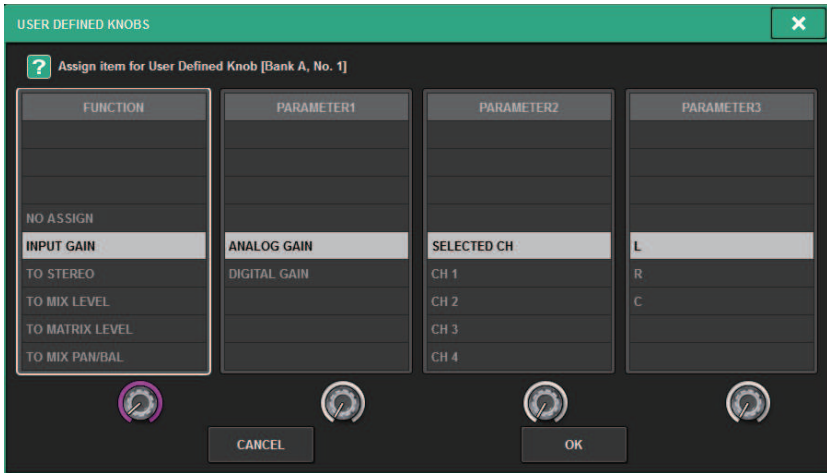 USER DEFINED KNOBS
Assign item for User Defined Knob [Bank A, No. 1]
FUNCTION PARAMETER1 PARAMETER2 PARAMETER3
NO ASSIGN
INPUT GAIN ANALOG GAIN SELECTED CH L
TO STEREO DIGITAL GAIN CH 1 R
TO MIX LEVEL CH 2 C
TO MATRIX LEVEL CH 3
TO MIX PAN/BAL CH 4
CANCEL OK